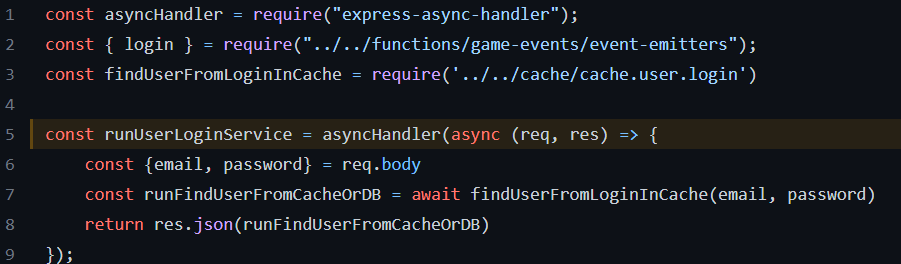 1 const asyncHandler = require("express-async-handler");
2 const { login } = require("../../functions/game-events/event-emitters");
3 const findUserFromLoginInCache = require('../../cache/cache.user.login')
4
5 const runUserLoginService = asyncHandler(async (req, res) => {
6     const {email, password} = req.body
7     const runFindUserFromCacheOrDB = await findUserFromLoginInCache(email, password)
8     return res.json(runFindUserFromCacheOrDB)
9 });